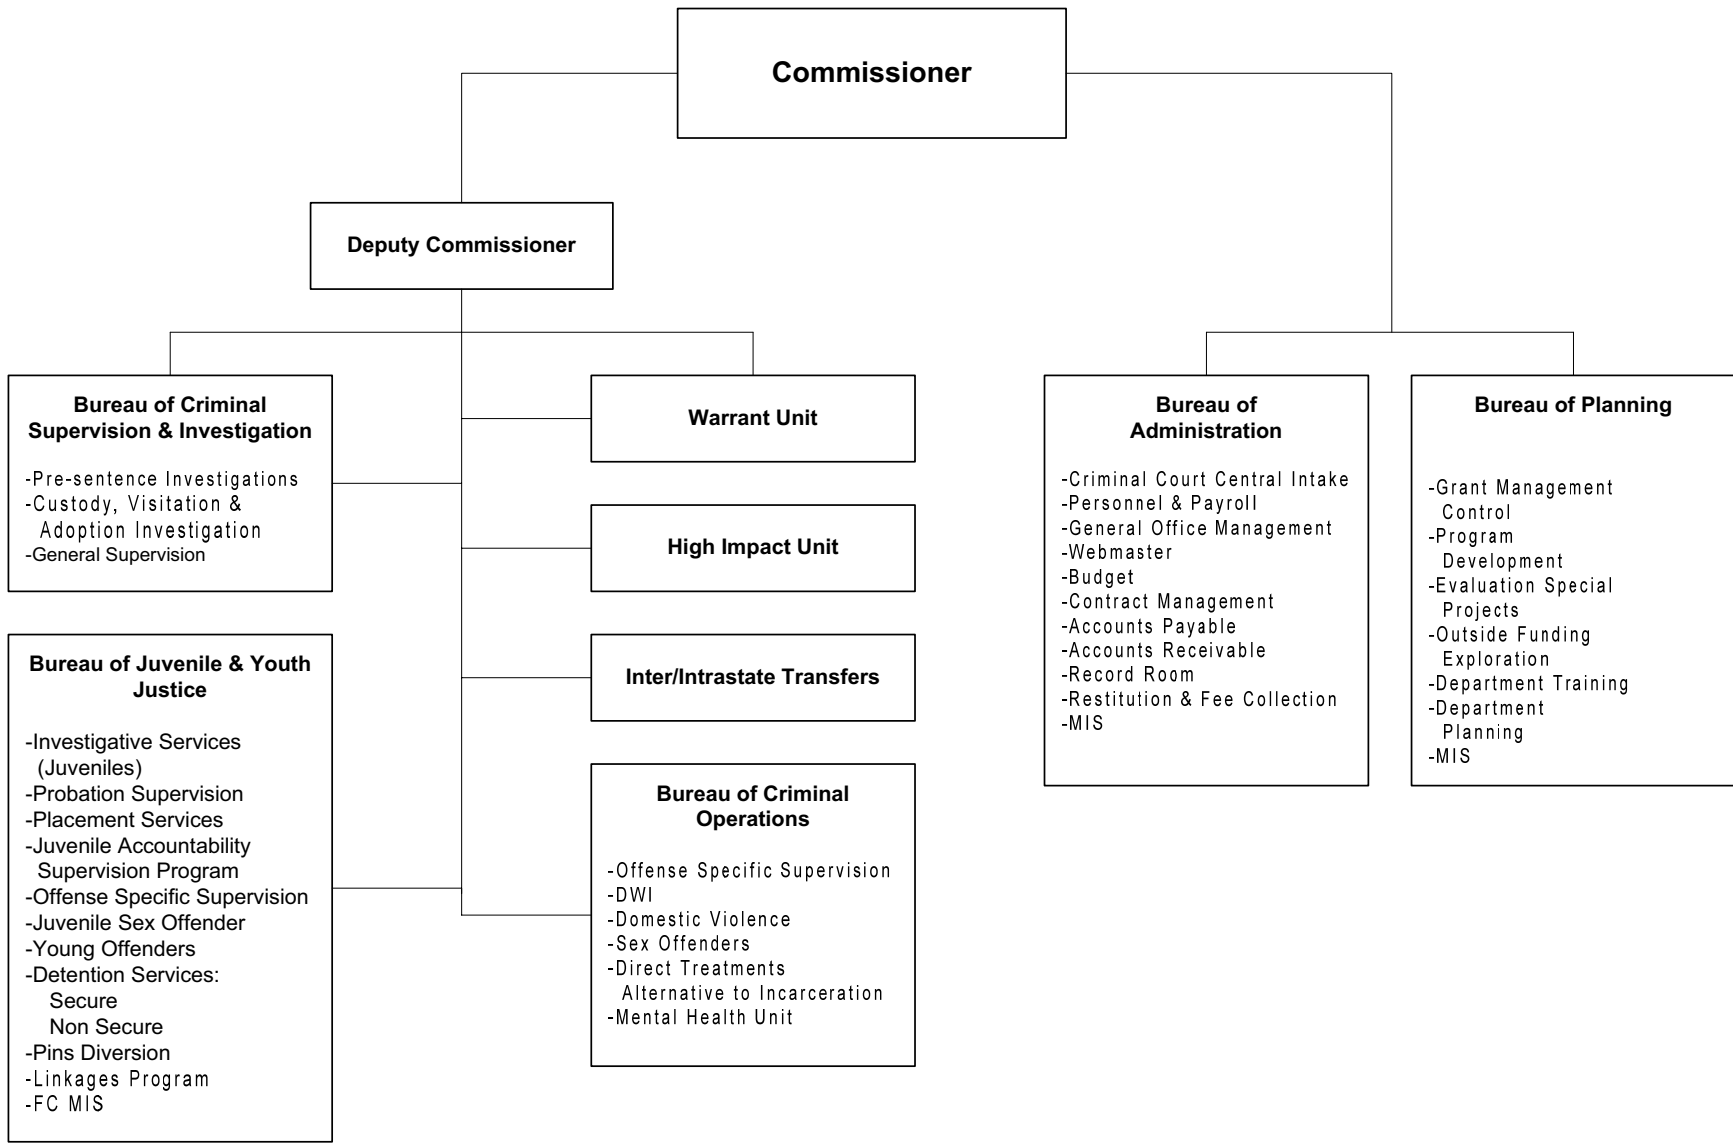 Commissioner
Deputy Commissioner
Bureau of Criminal
Supervision & Investigation
-Pre-sentence Investigations
-Custody, Visitation &
Adoption Investigation
-General Supervision
Bureau of Juvenile & Youth
Justice
-Investigative Services
(Juveniles)
-Probation Supervision
-Placement Services
-Juvenile Accountability
Supervision Program
-Offense Specific Supervision
-Juvenile Sex Offender
-Young Offenders
-Detention Services:
Secure
Non Secure
-Pins Diversion
-Linkages Program
-FC MIS
Warrant Unit
High Impact Unit
Inter/Intrastate Transfers
Bureau of Criminal
Operations
-Offense Specific Supervision
-DWI
-Domestic Violence
-Sex Offenders
-Direct Treatments
Alternative to Incarceration
-Mental Health Unit
Bureau of
Administration
-Criminal Court Central Intake
-Personnel & Payroll
-General Office Management
-Webmaster
-Budget
-Contract Management
-Accounts Payable
-Accounts Receivable
-Record Room
-Restitution & Fee Collection
-MIS
Bureau of Planning
-Grant Management
Control
-Program
Development
-Evaluation Special
Projects
-Outside Funding
Exploration
-Department Training
-Department
Planning
-MIS